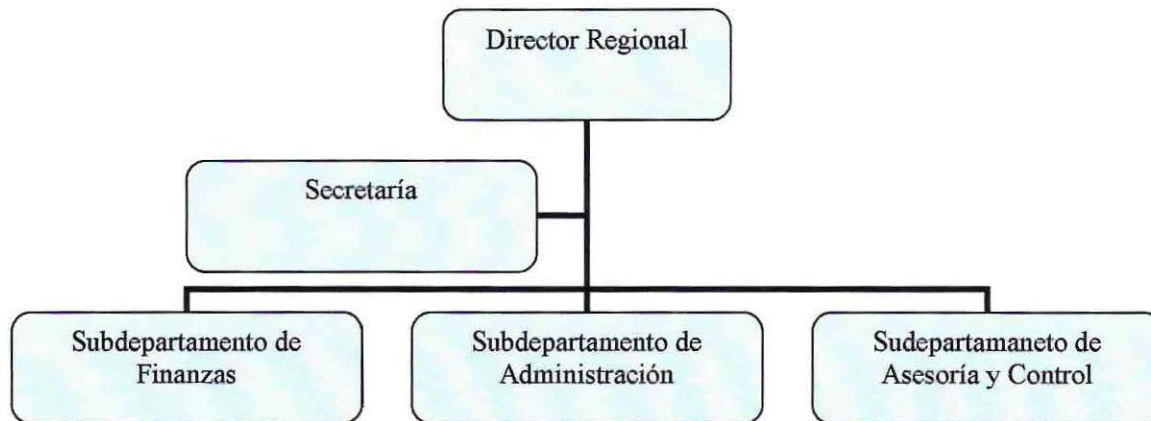 Director Regional
Secretaría
Subdepartamento de
Finanzas
Subdepartamento de
Administración
Sudepartamaneto de
Asesoría y Control